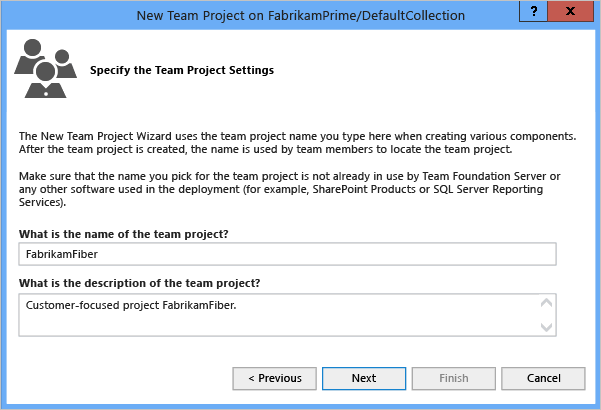 New Team Project on FabrikamPrime/DefaultCollection
? x
Specify the Team Project Settings
The New Team Project Wizard uses the team project name you type here when creating various components.
After the team project is created, the name is used by team members to locate the team project.
Make sure that the name you pick for the team project is not already in use by Team Foundation Server or
any other software used in the deployment (for example, SharePoint Products or SQL Server Reporting
Services).
What is the name of the team project?
FabrikamFiber
What is the description of the team project?
Customer-focused project FabrikamFiber.
< Previous Next Finish Cancel